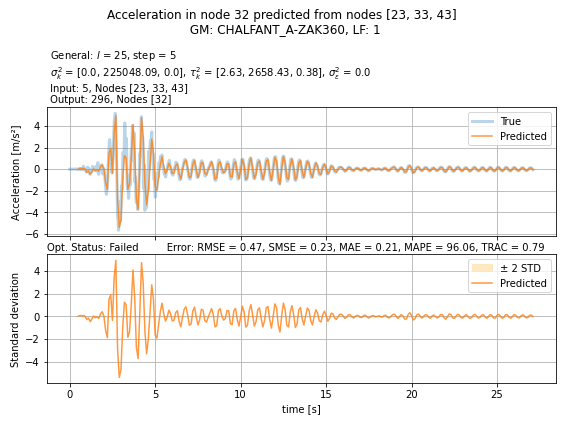 Acceleration in node 32 predicted from nodes [23, 33, 43]
GM: CHALFANT_A-ZAK360, LF: 1
General: l = 25, step = 5
σ_k² = [0.0, 225048.09, 0.0], τ_k² = [2.63, 2658.43, 0.38], σ_ε² = 0.0
Input: 5, Nodes [23, 33, 43]
Output: 296, Nodes [32]
Acceleration [m/s²]
4
2
0
−2
−4
−6
True
Predicted
Opt. Status: Failed Error: RMSE = 0.47, SMSE = 0.23, MAE = 0.21, MAPE = 96.06, TRAC = 0.79
Standard deviation
4
2
0
−2
−4
± 2 STD
Predicted
0 5 10 15 20 25
time [s]